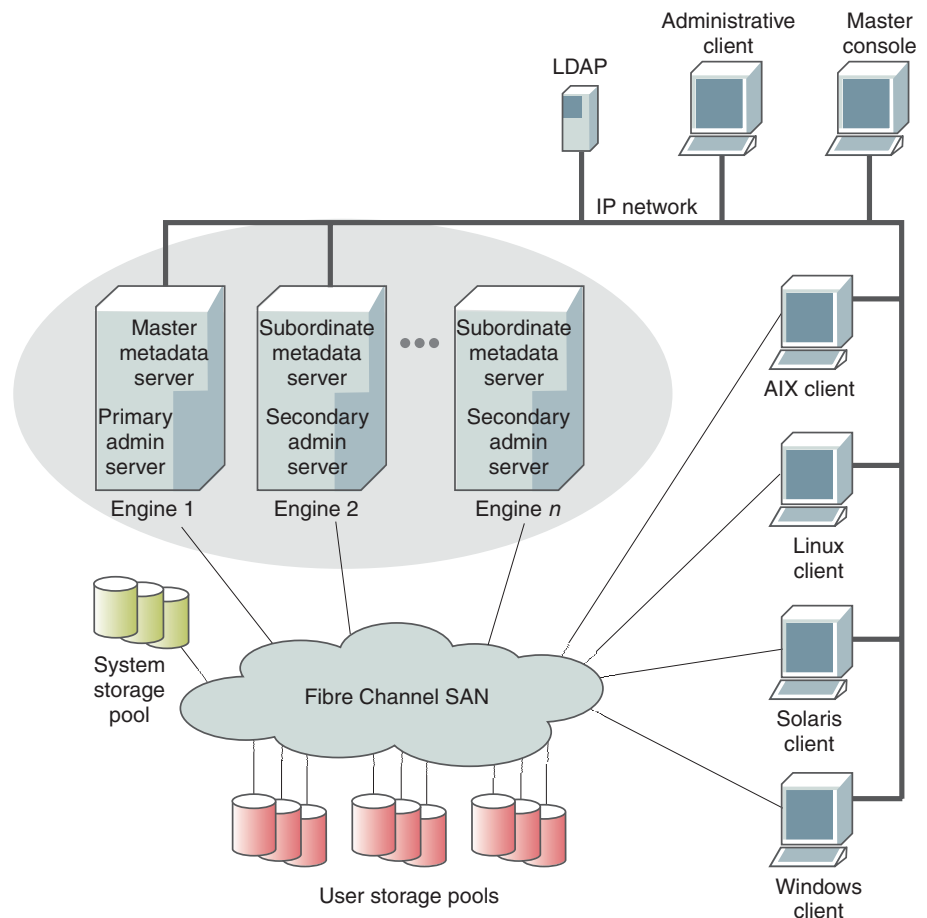 Administrative
client
Master
console
LDAP
IP network
Master
metadata
server
Primary
admin
server
Engine 1
Subordinate
metadata
server
Secondary
admin
server
Engine 2
Subordinate
metadata
server
Secondary
admin
server
Engine n
AIX client
Linux
client
Solaris
client
Windows
client
System
storage
pool
Fibre Channel SAN
User storage pools